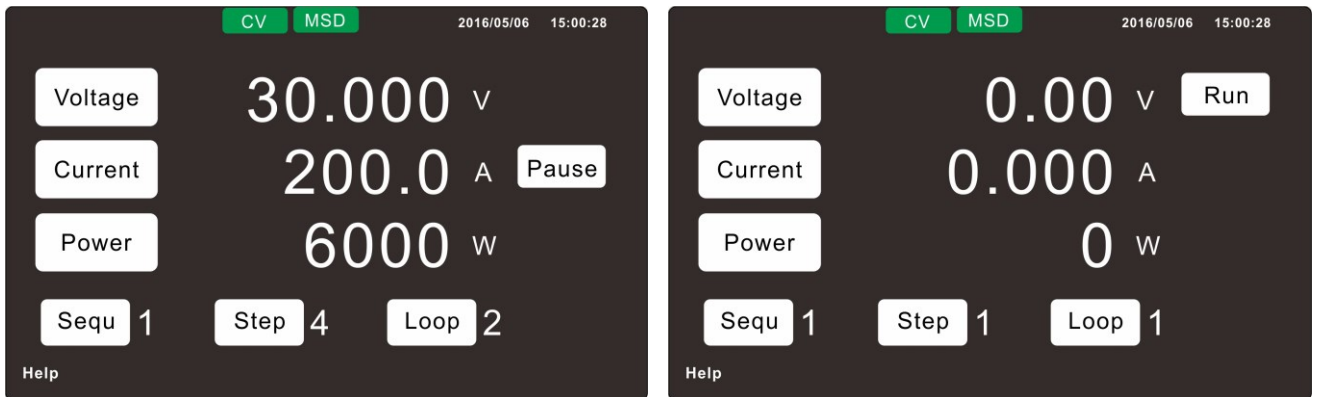 CV MSD 2016/05/06 15:00:28
Voltage 30.000 V
Current 200.0 A Pause
Power 6000 W
Sequ 1 Step 4 Loop 2
Help
CV MSD 2016/05/06 15:00:28
Voltage 0.00 V Run
Current 0.000 A
Power 0 W
Sequ 1 Step 1 Loop 1
Help